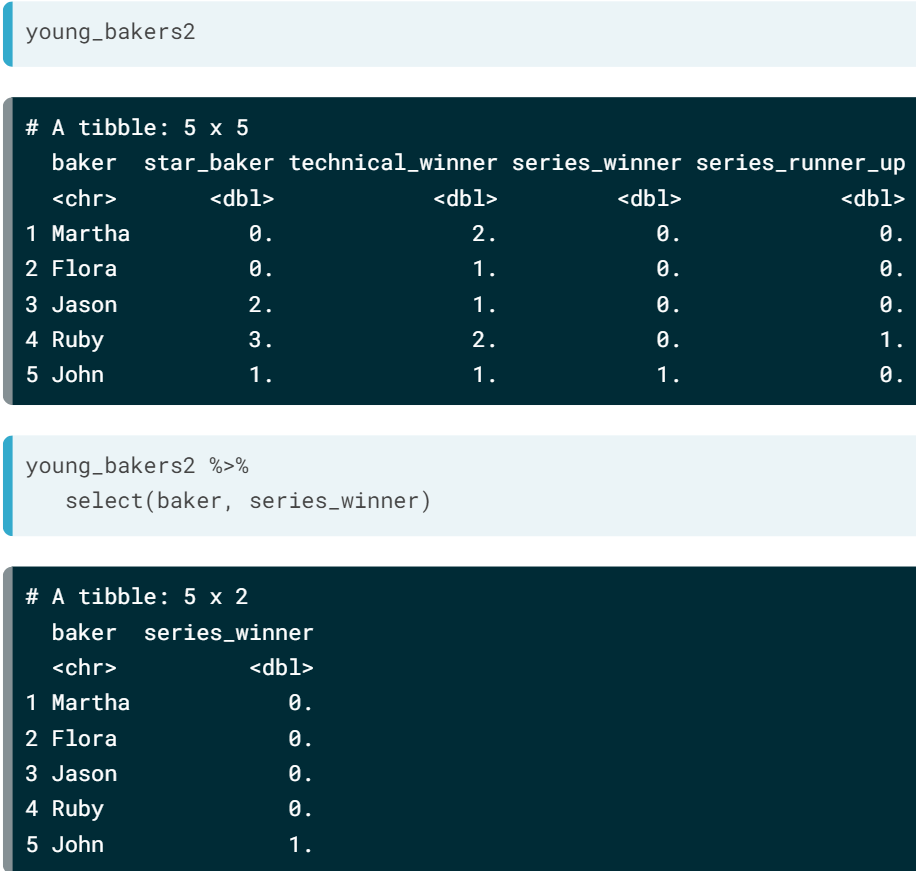 young_bakers2
# A tibble: 5 x 5
  baker  star_baker technical_winner series_winner series_runner_up
  <chr>       <dbl>            <dbl>         <dbl>            <dbl>
1 Martha         0.               2.            0.               0.
2 Flora          0.               1.            0.               0.
3 Jason          2.               1.            0.               0.
4 Ruby           3.               2.            0.               1.
5 John           1.               1.            1.               0.
young_bakers2 %>%
   select(baker, series_winner)
# A tibble: 5 x 2
  baker  series_winner
  <chr>          <dbl>
1 Martha            0.
2 Flora             0.
3 Jason             0.
4 Ruby              0.
5 John              1.